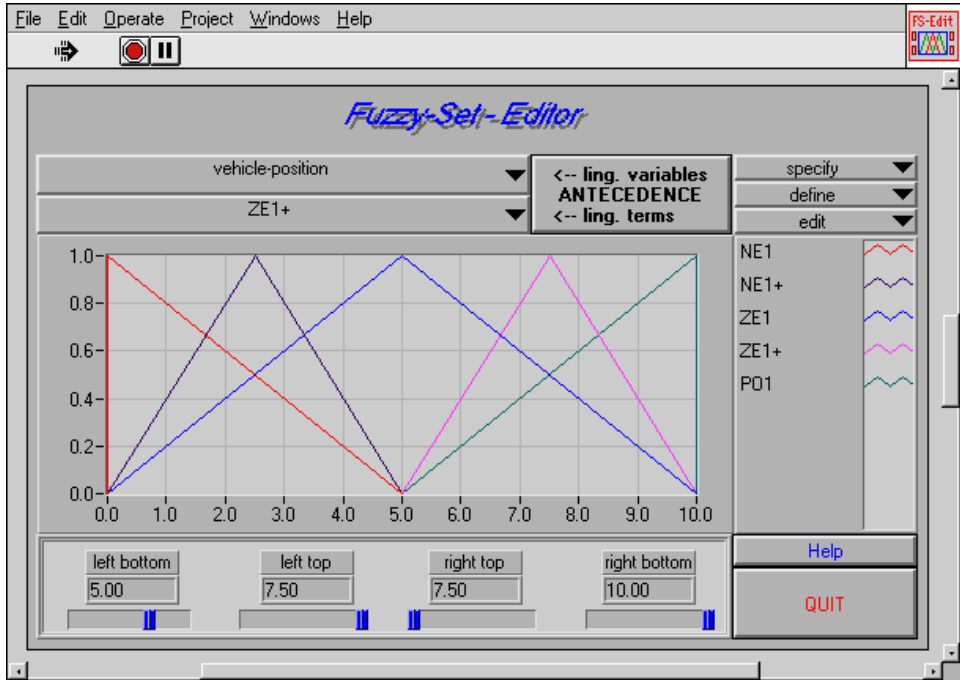 File Edit Operate Project Windows Help
FS-Edit
Fuzzy-Set - Editor
vehicle-position
ZE1+
<-- ling. variables
ANTECEDENCE
<-- ling. terms
specify
define
edit
1.0
0.8
0.6
0.4
0.2
0.0
0.0 1.0 2.0 3.0 4.0 5.0 6.0 7.0 8.0 9.0 10.0
NE1
NE1+
ZE1
ZE1+
PO1
left bottom
5.00
left top
7.50
right top
7.50
right bottom
10.00
Help
QUIT